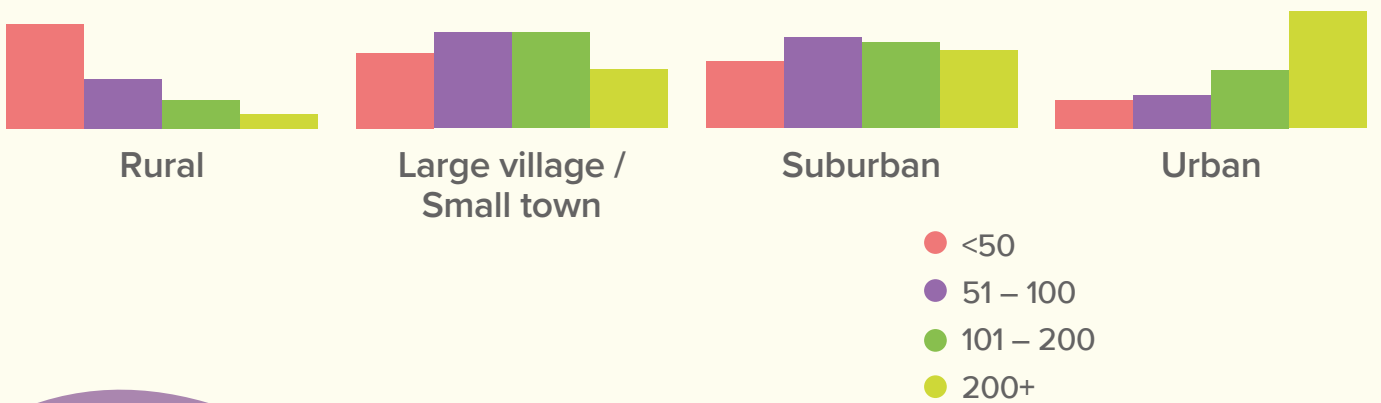 Rural
Large village /
Small town
Suburban
Urban
<50
51 – 100
101 – 200
200+